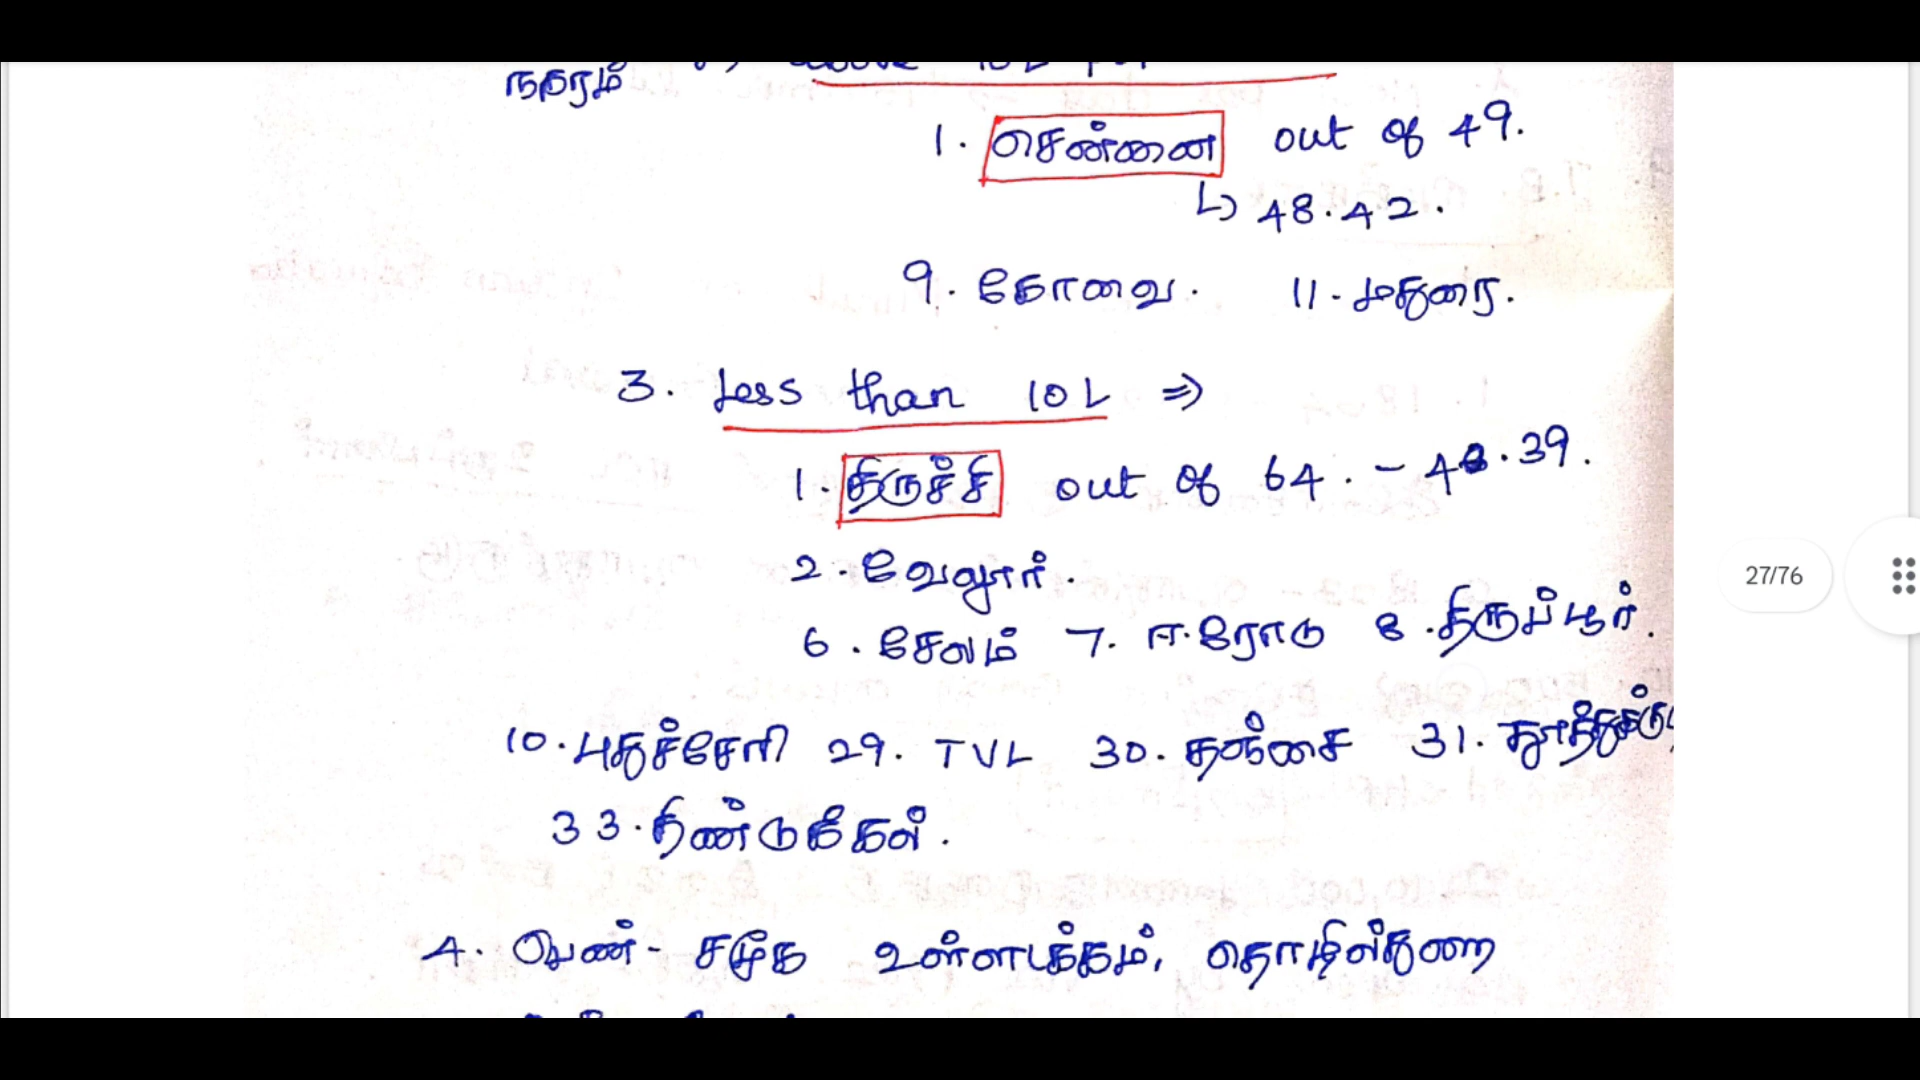 நகரம்
1. சென்னை out of 49.
↳ 48.42.
9. கோவை. 11. மதுரை.
3. Less than 10L ⇒
1. திருச்சி out of 64. - 48.39.
2. வேலூர்.
6. சேலம் 7. ஈரோடு 8. திருப்பூர்.
10. புதுச்சேரி 29. TVL 30. தஞ்சை 31.
33. திண்டுக்கல்.
4. பெண் - சமூக உள்ளடக்கம், தொழில்துறை
27/76